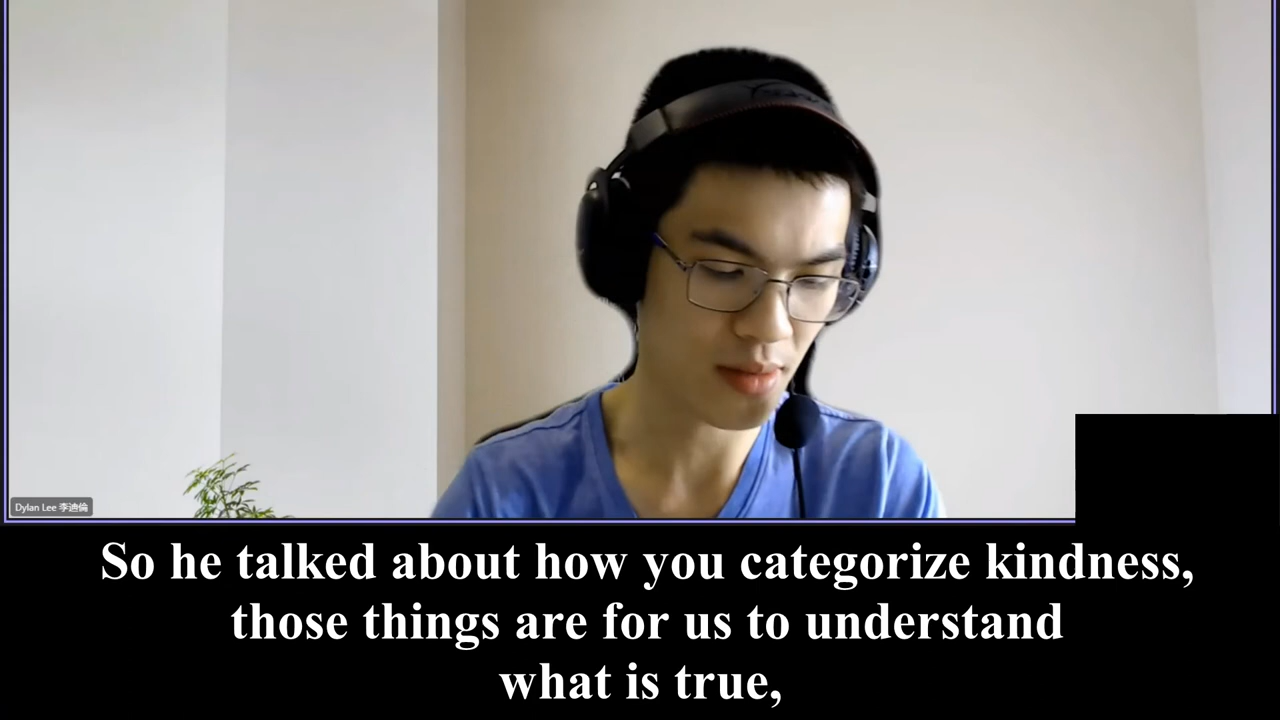 Dylan Lee 李迪倫
So he talked about how you categorize kindness,
those things are for us to understand
what is true,